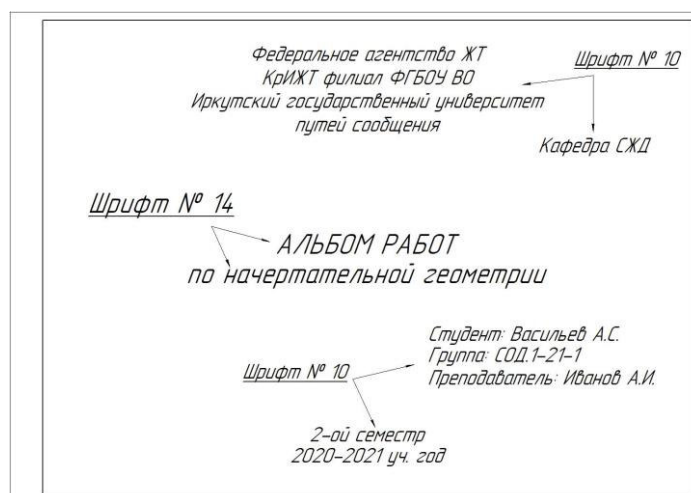 Федеральное агентство ЖТ
КрИЖТ филиал ФГБОУ ВО
Иркутский государственный университет
путей сообщения
Шрифт № 10
Кафедра СЖД
Шрифт № 14
АЛЬБОМ РАБОТ
по начертательной геометрии
Студент: Васильев А.С.
Группа: СОД.1-21-1
Преподаватель: Иванов А.И.
Шрифт № 10
2-ой семестр
2020-2021 уч. год